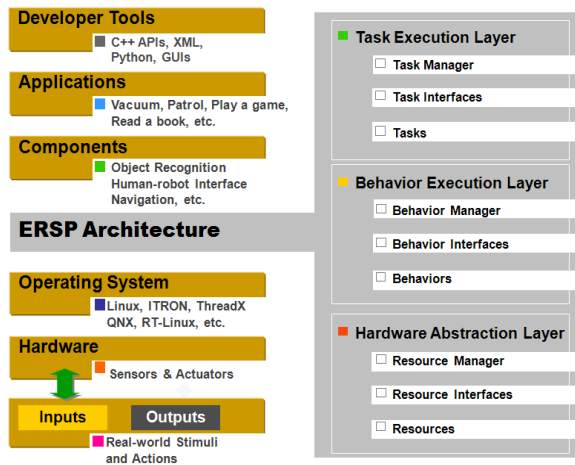 Developer Tools
C++ APIs, XML,
Python, GUIs
Applications
Vacuum, Patrol, Play a game,
Read a book, etc.
Components
Object Recognition
Human-robot Interface
Navigation, etc.
ERSP Architecture
Operating System
Linux, ITRON, ThreadX
QNX, RT-Linux, etc.
Hardware
Sensors & Actuators
Inputs
Outputs
Real-world Stimuli
and Actions
Task Execution Layer
Task Manager
Task Interfaces
Tasks
Behavior Execution Layer
Behavior Manager
Behavior Interfaces
Behaviors
Hardware Abstraction Layer
Resource Manager
Resource Interfaces
Resources